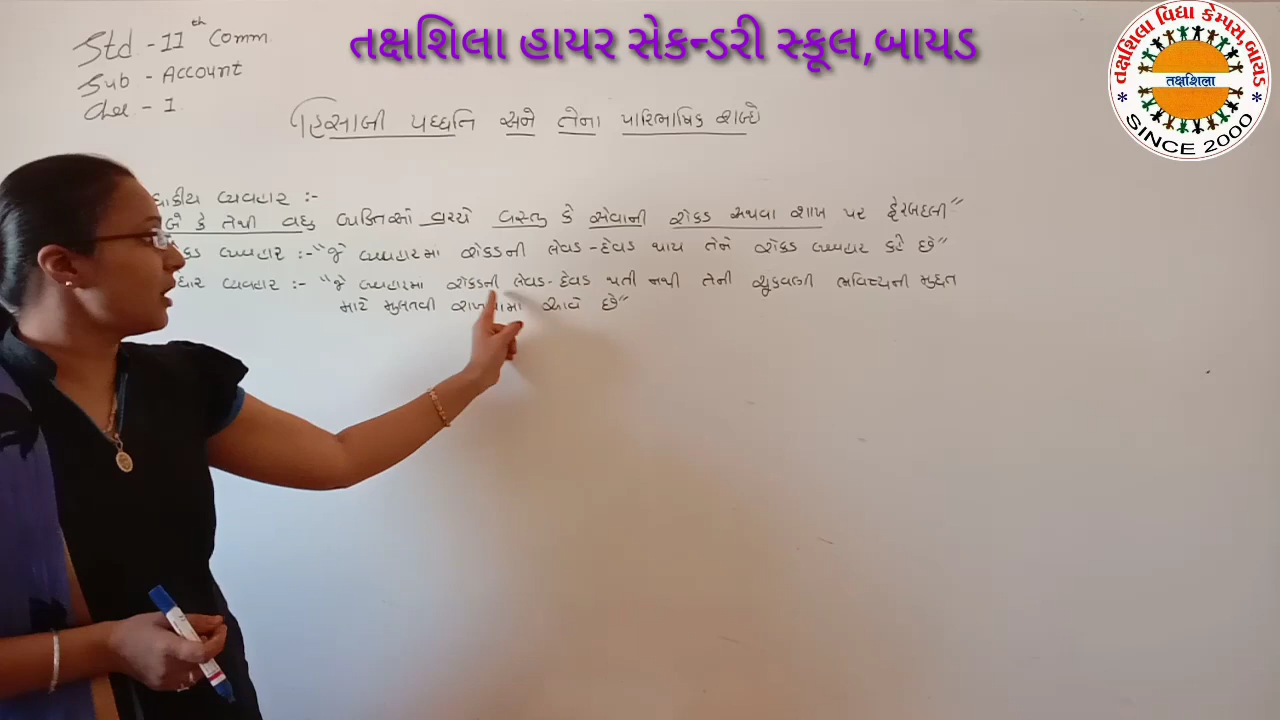 તક્ષશિલા હાયર સેકન્ડરી સ્કૂલ,બાયડ
તક્ષશિલા વિદ્યા કેમ્પસ બાયડ
તક્ષશિલા
* SINCE 2000 *
Std - 11th Comm
Sub - Account
Ch - 1
હિસાબી પધ્ધતિ અને તેના પારિભાષિક શબ્દો
વ્યવહાર :-
બે કે તેથી વધુ વ્યક્તિઓ વચ્ચે વસ્તુ કે સેવાની રોકડ અથવા શાખ પર ફેરબદલી"
વ્યવહાર :- "જે વ્યવહારમાં રોકડની લેવડ-દેવડ થાય તેને રોકડ વ્યવહાર કહે છે"
વ્યવહાર :- "જે વ્યવહારમાં રોકડની લેવડ-દેવડ થતી નથી તેની ચૂકવણી ભવિષ્યની મુદત
માટે મુલતવી રાખવામાં આવે છે"